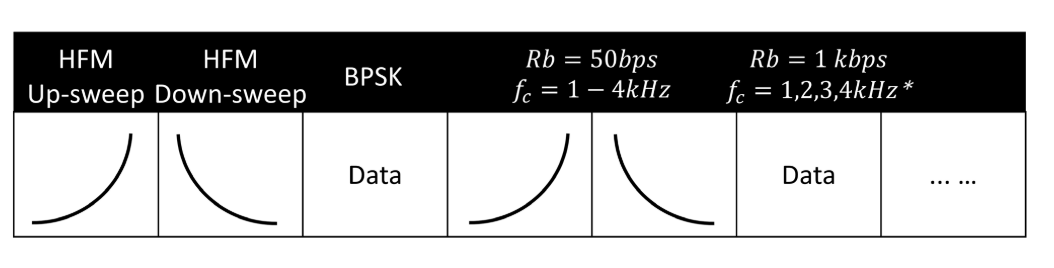 HFM
Up-sweep
HFM
Down-sweep
BPSK
Rb = 50bps
f_c = 1 − 4kHz
Rb = 1 kbps
f_c = 1,2,3,4kHz*
Data
Data
... ...